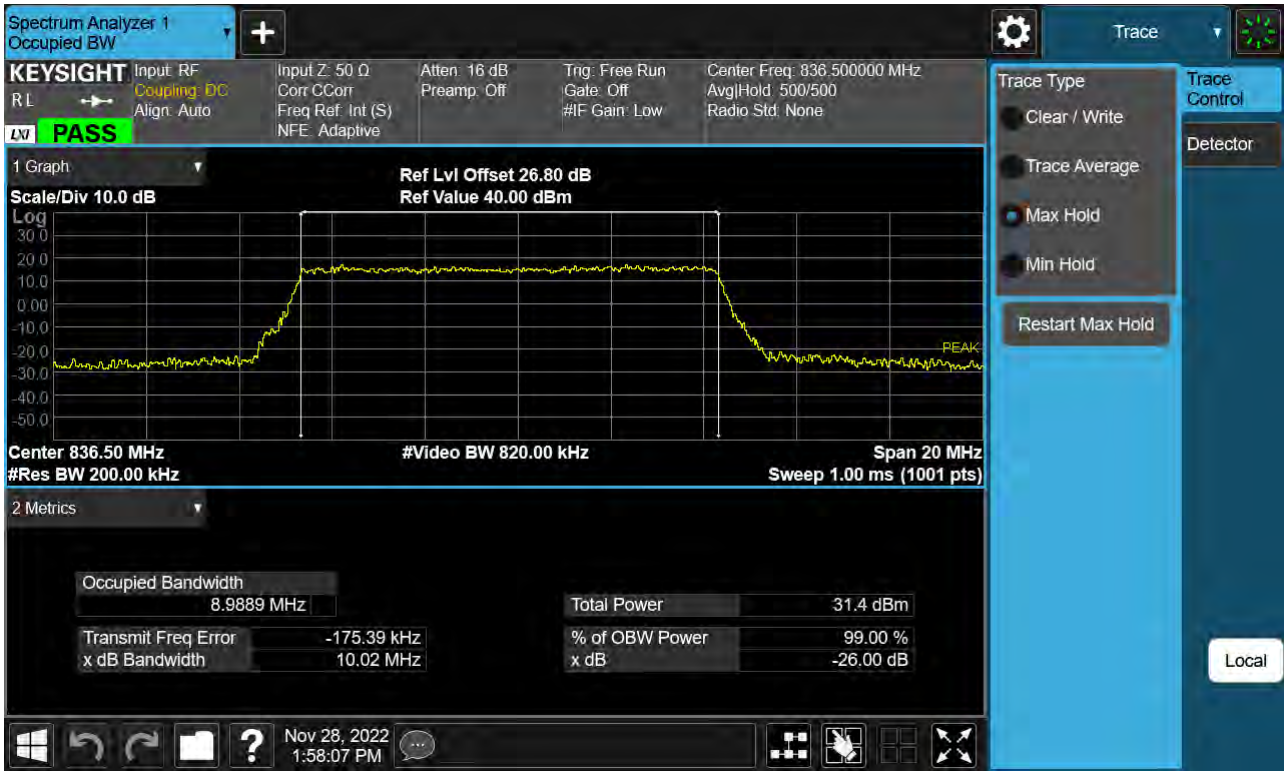 Spectrum Analyzer 1
Occupied BW
Trace
KEYSIGHT
RL
LXI
PASS
Input: RF
Coupling: DC
Align: Auto
Input Z: 50 Ω
Corr CCorr
Freq Ref: Int (S)
NFE: Adaptive
Atten: 16 dB
Preamp: Off
Trig: Free Run
Gate: Off
#IF Gain: Low
Center Freq: 836.500000 MHz
Avg|Hold: 500/500
Radio Std: None
1 Graph
Scale/Div 10.0 dB
Ref Lvl Offset 26.80 dB
Ref Value 40.00 dBm
Log
30.0
20.0
10.0
0.00
-10.0
-20.0
-30.0
-40.0
-50.0
PEAK
Center 836.50 MHz
#Video BW 820.00 kHz
Span 20 MHz
#Res BW 200.00 kHz
Sweep 1.00 ms (1001 pts)
2 Metrics
Occupied Bandwidth
8.9889 MHz
Total Power 31.4 dBm
Transmit Freq Error -175.39 kHz
% of OBW Power 99.00 %
x dB Bandwidth 10.02 MHz
x dB -26.00 dB
Trace Type
Clear / Write
Trace Average
Max Hold
Min Hold
Restart Max Hold
Trace
Control
Detector
Local
?
Nov 28, 2022
1:58:07 PM